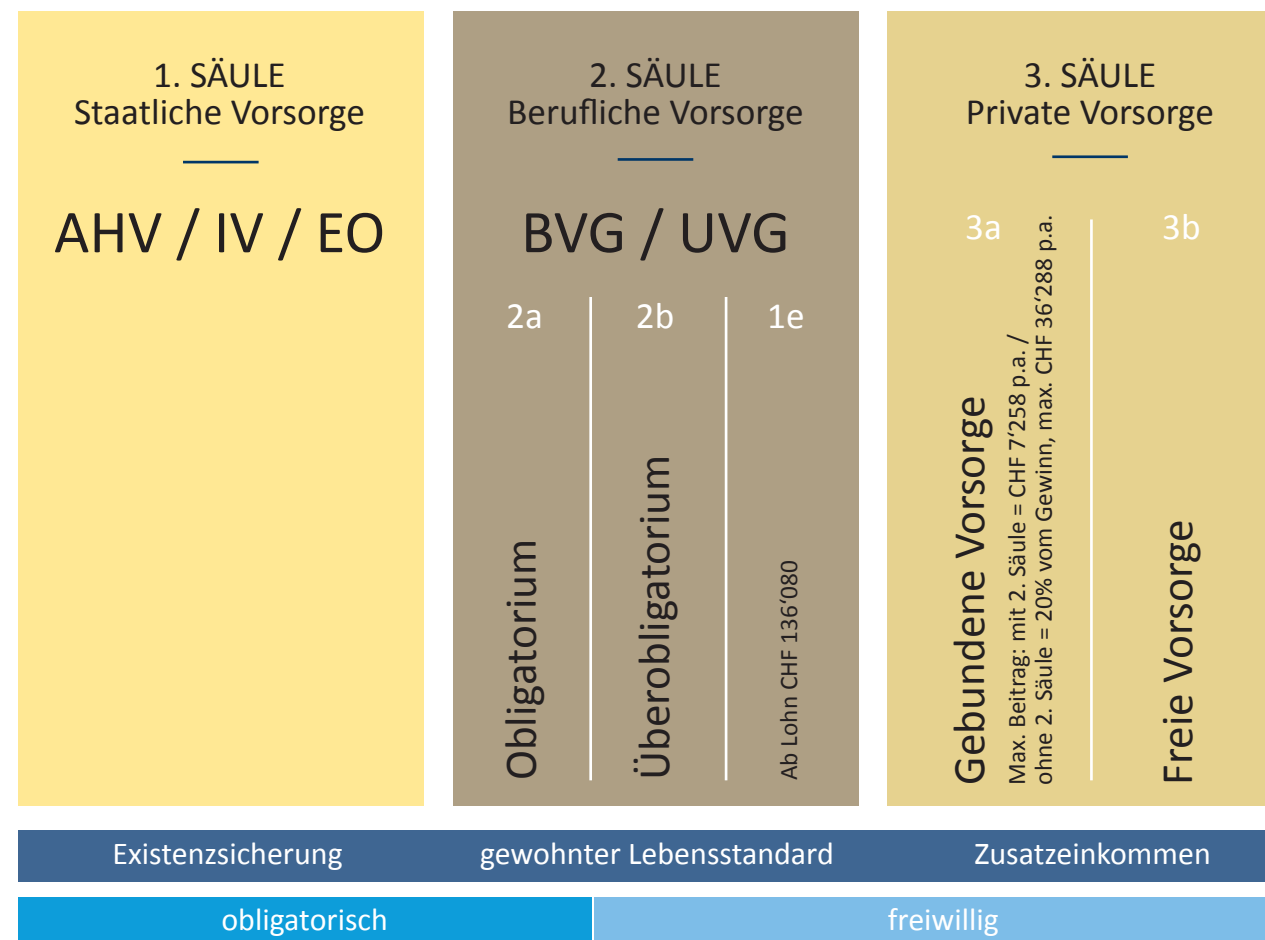 1. SÄULE
Staatliche Vorsorge
AHV / IV / EO
2. SÄULE
Berufliche Vorsorge
BVG / UVG
2a
Obligatorium
2b
Überobligatorium
1e
Ab Lohn CHF 136‘080
3. SÄULE
Private Vorsorge
3a
Gebundene Vorsorge
Max. Beitrag: mit 2. Säule = CHF 7‘258 p.a. /
ohne 2. Säule = 20% vom Gewinn, max. CHF 36‘288 p.a.
3b
Freie Vorsorge
Existenzsicherung
gewohnter Lebensstandard
Zusatzeinkommen
obligatorisch
freiwillig